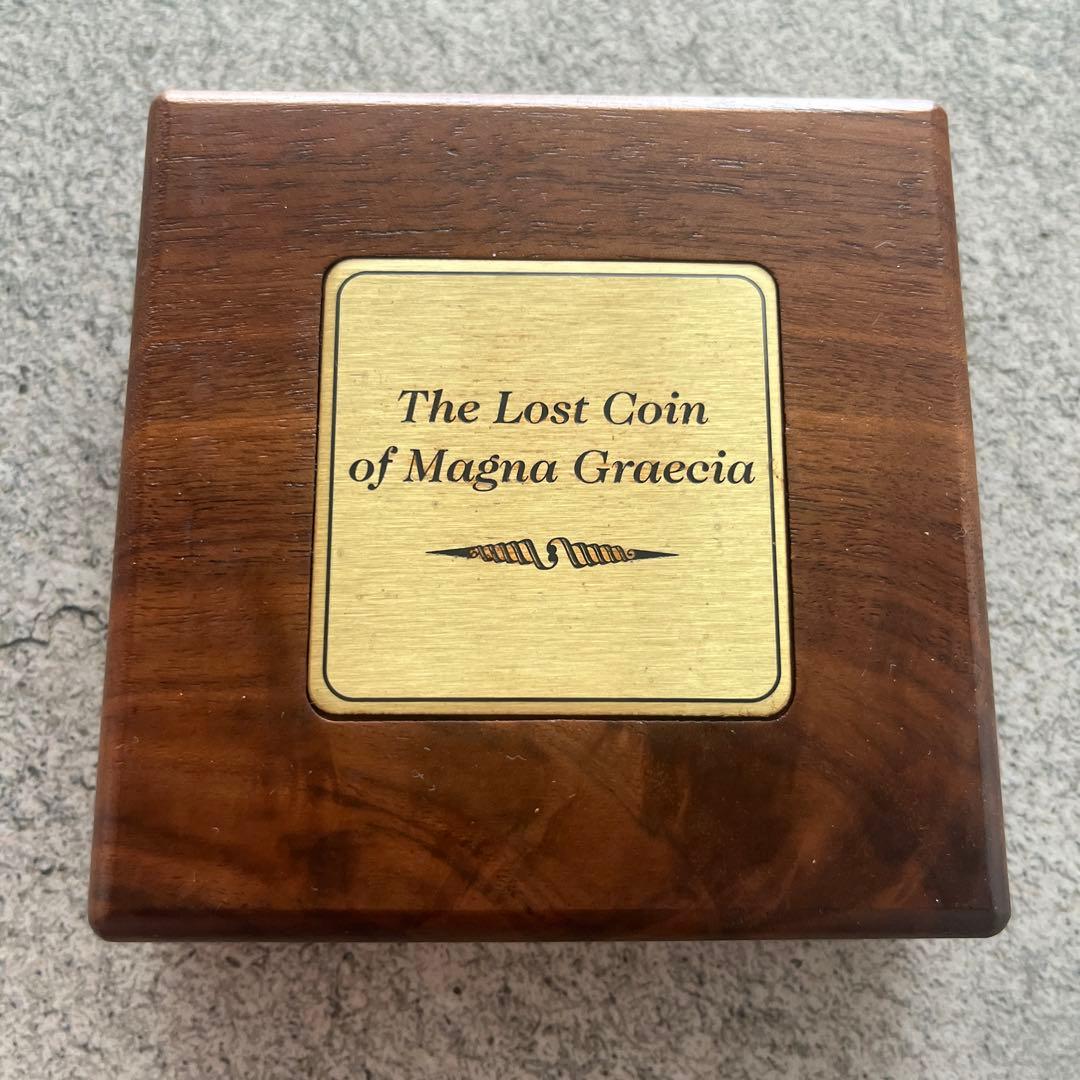 The Lost Coin
of Magna Graecia